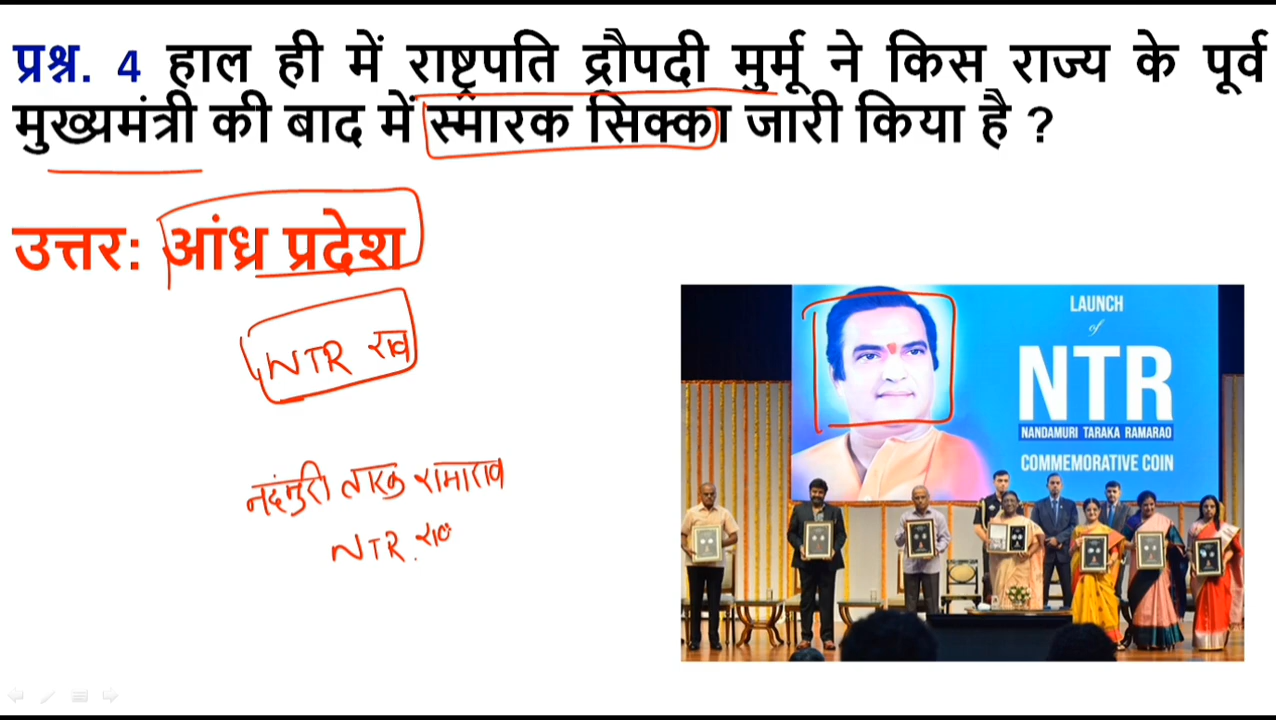 प्रश्न. 4 हाल ही में राष्ट्रपति द्रौपदी मुर्मू ने किस राज्य के पूर्व
मुख्यमंत्री की बाद में स्मारक सिक्का जारी किया है ?
उत्तर: आंध्र प्रदेश
NTR राव
नदंमुरी तारक रामाराव
NTR. राव
LAUNCH
of
NTR
NANDAMURI TARAKA RAMARAO
COMMEMORATIVE COIN